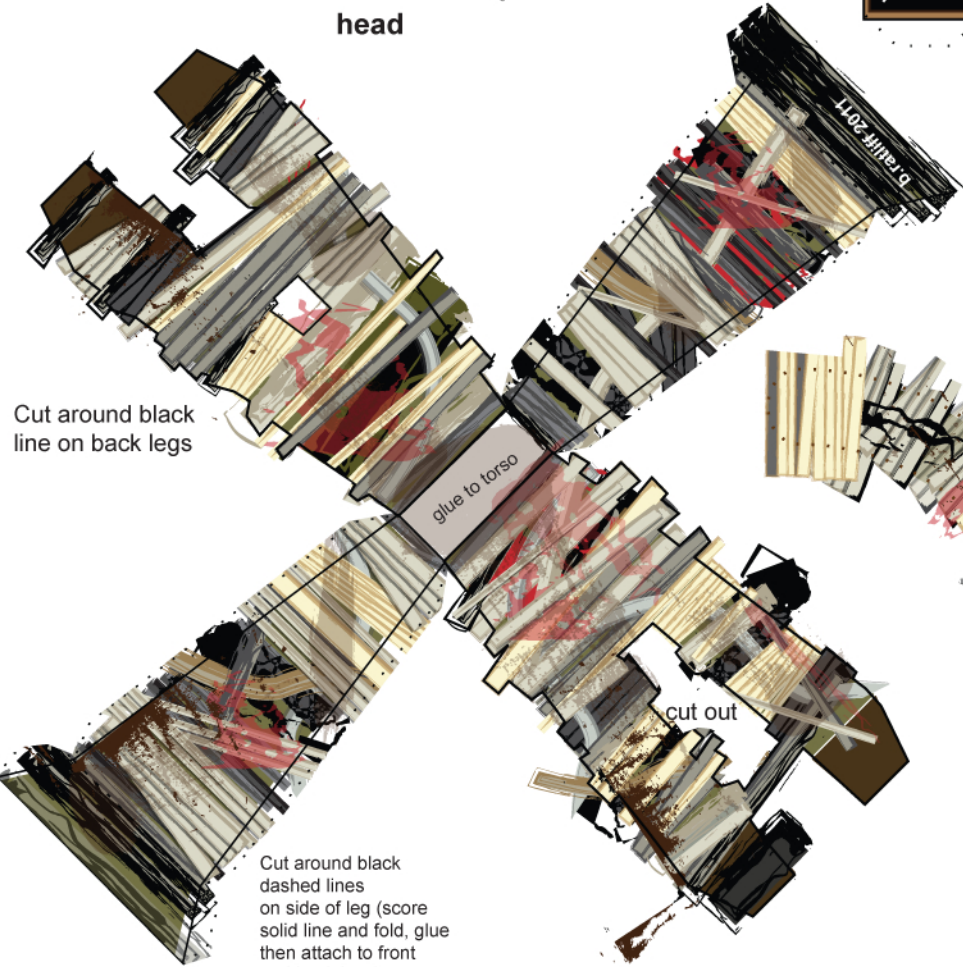 head
b.ratliff 2011
Cut around black
line on back legs
glue to torso
cut out
Cut around black
dashed lines
on side of leg (score
solid line and fold, glue
then attach to front